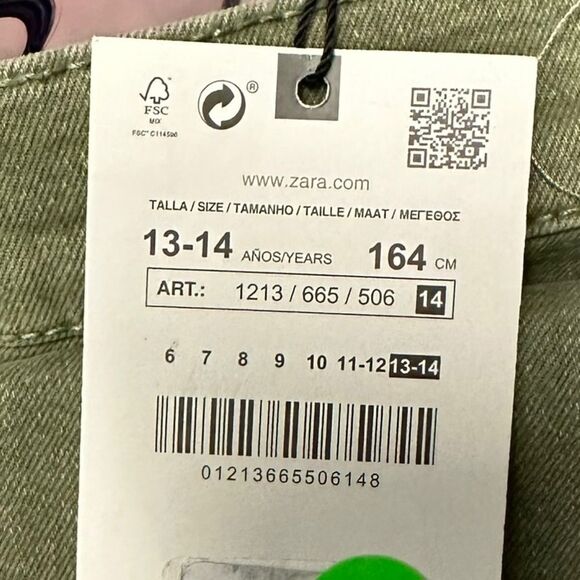 FSC
MIX
FSC® C114590
®
www.zara.com
TALLA / SIZE / TAMANHO / TAILLE / MAAT / ΜΕΓΕΘΟΣ
13-14 AÑOS/YEARS 164 CM
ART.: 1213 / 665 / 506 14
6 7 8 9 10 11-12 13-14
01213665506148